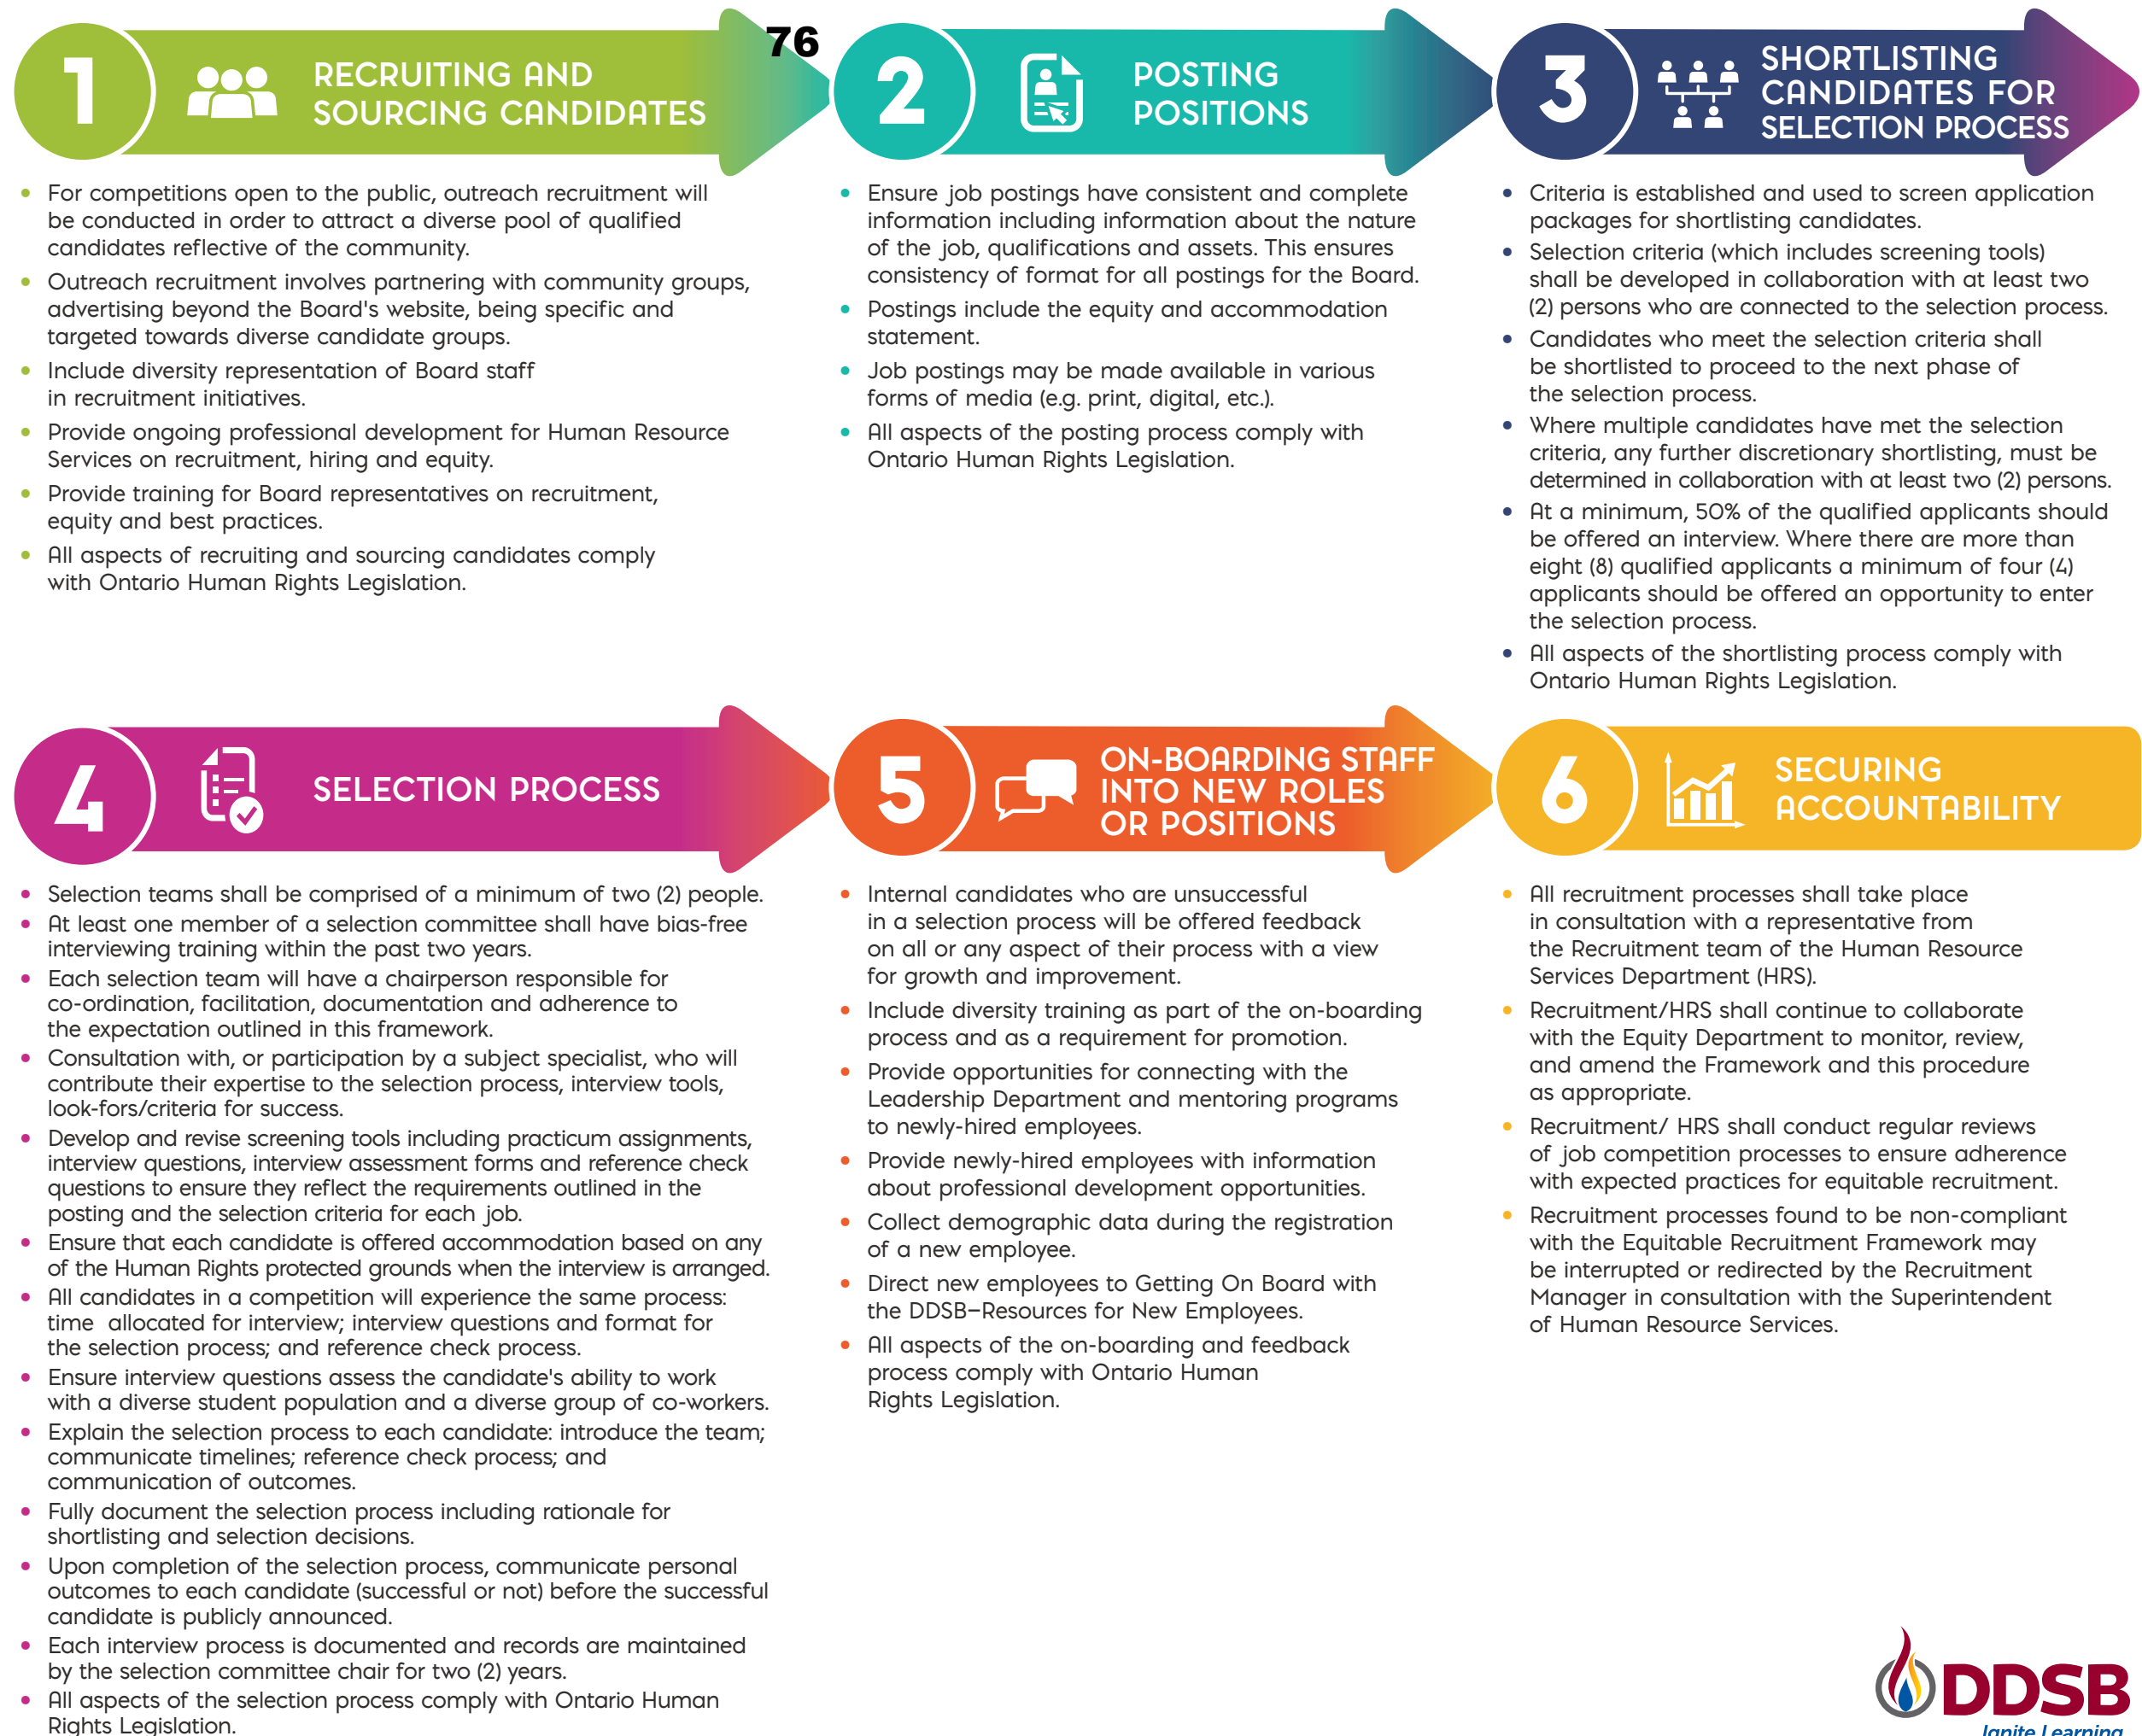 76
1
RECRUITING AND
SOURCING CANDIDATES
• For competitions open to the public, outreach recruitment will
be conducted in order to attract a diverse pool of qualified
candidates reflective of the community.
• Outreach recruitment involves partnering with community groups,
advertising beyond the Board's website, being specific and
targeted towards diverse candidate groups.
• Include diversity representation of Board staff
in recruitment initiatives.
• Provide ongoing professional development for Human Resource
Services on recruitment, hiring and equity.
• Provide training for Board representatives on recruitment,
equity and best practices.
• All aspects of recruiting and sourcing candidates comply
with Ontario Human Rights Legislation.
2
POSTING
POSITIONS
• Ensure job postings have consistent and complete
information including information about the nature
of the job, qualifications and assets. This ensures
consistency of format for all postings for the Board.
• Postings include the equity and accommodation
statement.
• Job postings may be made available in various
forms of media (e.g. print, digital, etc.).
• All aspects of the posting process comply with
Ontario Human Rights Legislation.
3
SHORTLISTING
CANDIDATES FOR
SELECTION PROCESS
• Criteria is established and used to screen application
packages for shortlisting candidates.
• Selection criteria (which includes screening tools)
shall be developed in collaboration with at least two
(2) persons who are connected to the selection process.
• Candidates who meet the selection criteria shall
be shortlisted to proceed to the next phase of
the selection process.
• Where multiple candidates have met the selection
criteria, any further discretionary shortlisting, must be
determined in collaboration with at least two (2) persons.
• At a minimum, 50% of the qualified applicants should
be offered an interview. Where there are more than
eight (8) qualified applicants a minimum of four (4)
applicants should be offered an opportunity to enter
the selection process.
• All aspects of the shortlisting process comply with
Ontario Human Rights Legislation.
4
SELECTION PROCESS
• Selection teams shall be comprised of a minimum of two (2) people.
• At least one member of a selection committee shall have bias-free
interviewing training within the past two years.
• Each selection team will have a chairperson responsible for
co-ordination, facilitation, documentation and adherence to
the expectation outlined in this framework.
• Consultation with, or participation by a subject specialist, who will
contribute their expertise to the selection process, interview tools,
look-fors/criteria for success.
• Develop and revise screening tools including practicum assignments,
interview questions, interview assessment forms and reference check
questions to ensure they reflect the requirements outlined in the
posting and the selection criteria for each job.
• Ensure that each candidate is offered accommodation based on any
of the Human Rights protected grounds when the interview is arranged.
• All candidates in a competition will experience the same process:
time allocated for interview; interview questions and format for
the selection process; and reference check process.
• Ensure interview questions assess the candidate's ability to work
with a diverse student population and a diverse group of co-workers.
• Explain the selection process to each candidate: introduce the team;
communicate timelines; reference check process; and
communication of outcomes.
• Fully document the selection process including rationale for
shortlisting and selection decisions.
• Upon completion of the selection process, communicate personal
outcomes to each candidate (successful or not) before the successful
candidate is publicly announced.
• Each interview process is documented and records are maintained
by the selection committee chair for two (2) years.
• All aspects of the selection process comply with Ontario Human
Rights Legislation.
5
ON-BOARDING STAFF
INTO NEW ROLES
OR POSITIONS
• Internal candidates who are unsuccessful
in a selection process will be offered feedback
on all or any aspect of their process with a view
for growth and improvement.
• Include diversity training as part of the on-boarding
process and as a requirement for promotion.
• Provide opportunities for connecting with the
Leadership Department and mentoring programs
to newly-hired employees.
• Provide newly-hired employees with information
about professional development opportunities.
• Collect demographic data during the registration
of a new employee.
• Direct new employees to Getting On Board with
the DDSB–Resources for New Employees.
• All aspects of the on-boarding and feedback
process comply with Ontario Human
Rights Legislation.
6
SECURING
ACCOUNTABILITY
• All recruitment processes shall take place
in consultation with a representative from
the Recruitment team of the Human Resource
Services Department (HRS).
• Recruitment/HRS shall continue to collaborate
with the Equity Department to monitor, review,
and amend the Framework and this procedure
as appropriate.
• Recruitment/ HRS shall conduct regular reviews
of job competition processes to ensure adherence
with expected practices for equitable recruitment.
• Recruitment processes found to be non-compliant
with the Equitable Recruitment Framework may
be interrupted or redirected by the Recruitment
Manager in consultation with the Superintendent
of Human Resource Services.
DDSB
Ignite Learning